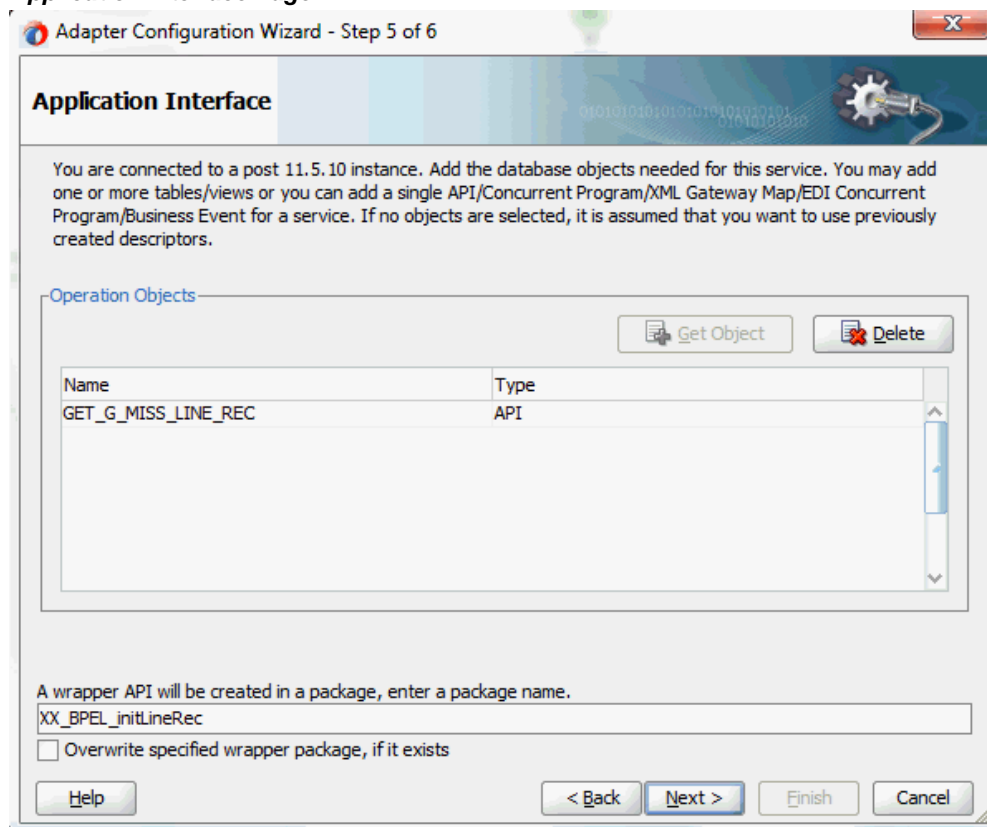 Adapter Configuration Wizard - Step 5 of 6
Application Interface
You are connected to a post 11.5.10 instance. Add the database objects needed for this service. You may add
one or more tables/views or you can add a single API/Concurrent Program/XML Gateway Map/EDI Concurrent
Program/Business Event for a service. If no objects are selected, it is assumed that you want to use previously
created descriptors.
Operation Objects
Get Object Delete
Name Type
GET_G_MISS_LINE_REC API
A wrapper API will be created in a package, enter a package name.
XX_BPEL_initLineRec
Overwrite specified wrapper package, if it exists
Help < Back Next > Finish Cancel